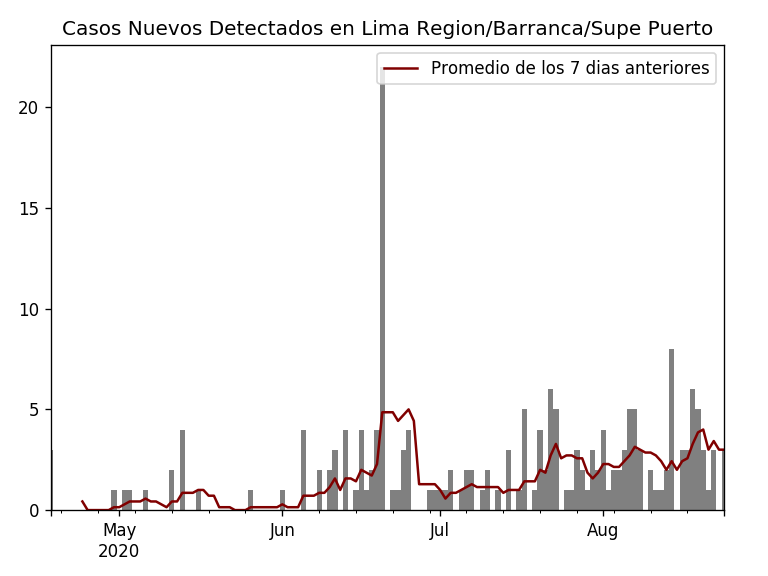 Casos Nuevos Detectados en Lima Region/Barranca/Supe Puerto
Promedio de los 7 dias anteriores
20
15
10
5
0
May Jun Jul Aug
2020